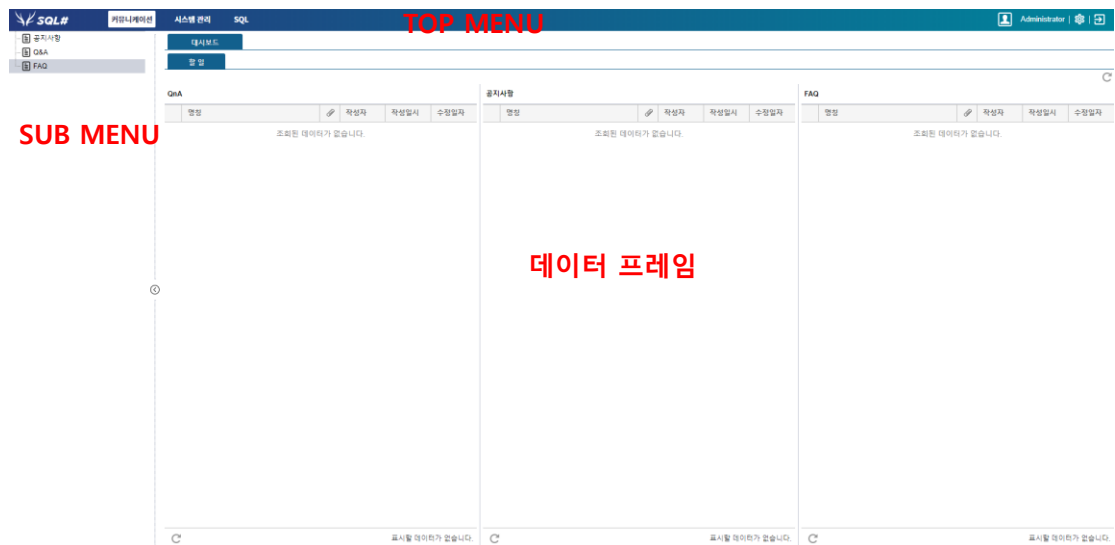 SQL# 커뮤니케이션 시스템 관리 SQL TOP MENU Administrator
공지사항
Q&A
FAQ
대시보드
할 일
QnA 공지사항 FAQ
명칭 작성자 작성일시 수정일자 명칭 작성자 작성일시 수정일자 명칭 작성자 작성일시 수정일자
조회된 데이터가 없습니다. 조회된 데이터가 없습니다. 조회된 데이터가 없습니다.
SUB MENU
데이터 프레임
표시할 데이터가 없습니다. 표시할 데이터가 없습니다. 표시할 데이터가 없습니다.